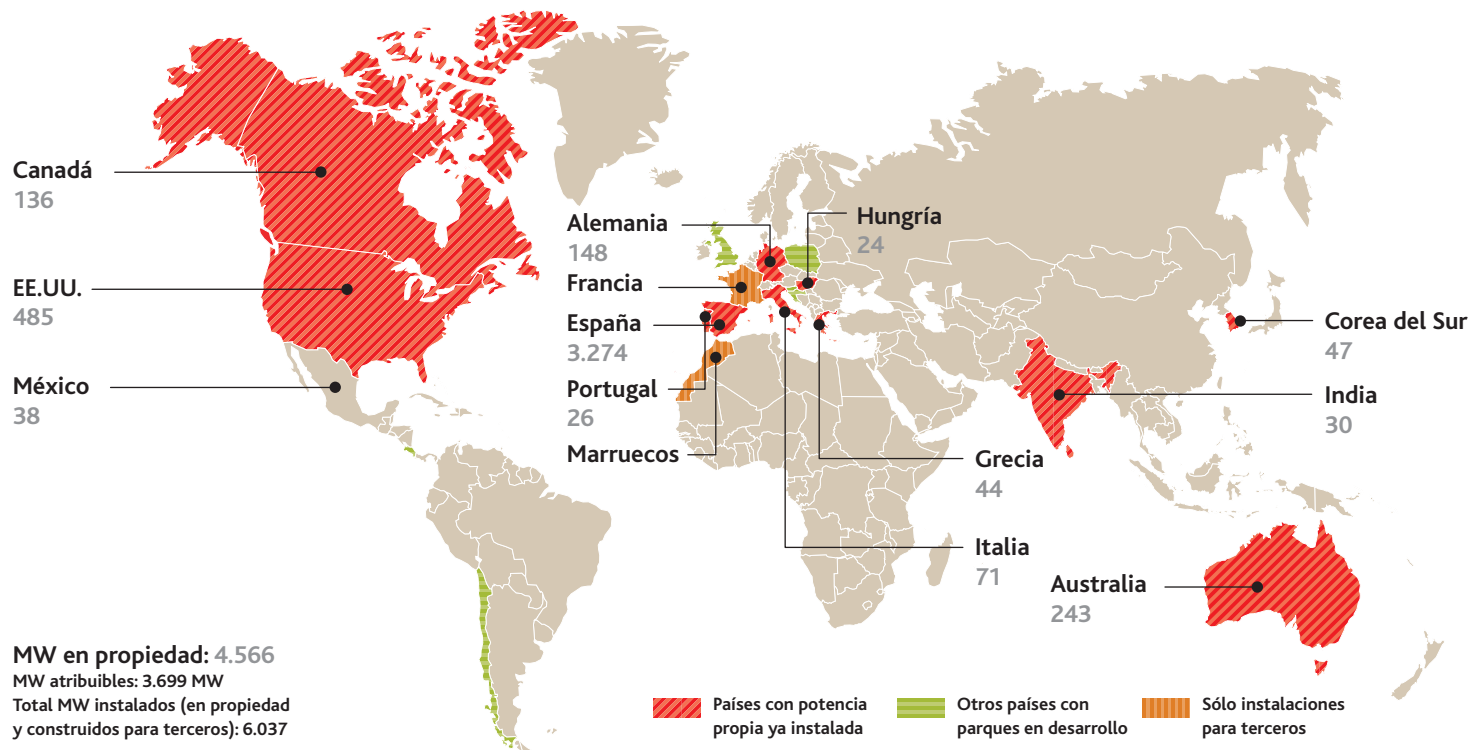 Canadá
136
EE.UU.
485
México
38
Alemania
148
Francia
España
3.274
Portugal
26
Marruecos
Hungría
24
Grecia
44
Italia
71
Corea del Sur
47
India
30
Australia
243
MW en propiedad: 4.566
MW atribuibles: 3.699 MW
Total MW instalados (en propiedad
y construidos para terceros): 6.037
Países con potencia
propia ya instalada
Otros países con
parques en desarrollo
Sólo instalaciones
para terceros